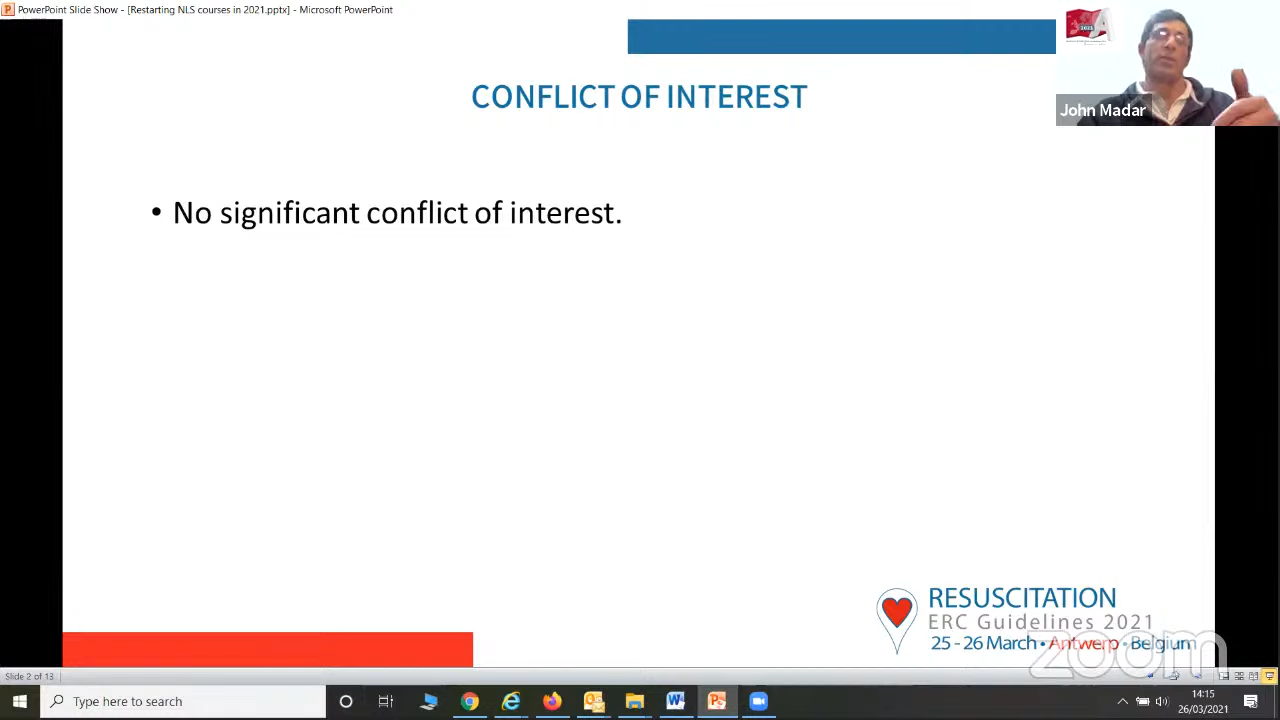 PowerPoint Slide Show - [Restarting NLS courses in 2021.pptx] - Microsoft PowerPoint
CONFLICT OF INTEREST
John Madar
• No significant conflict of interest.
RESUSCITATION
ERC Guidelines 2021
25 - 26 March • Antwerp • Belgium
zoom
Slide 2 of 13
Type here to search
14:15
26/03/2021